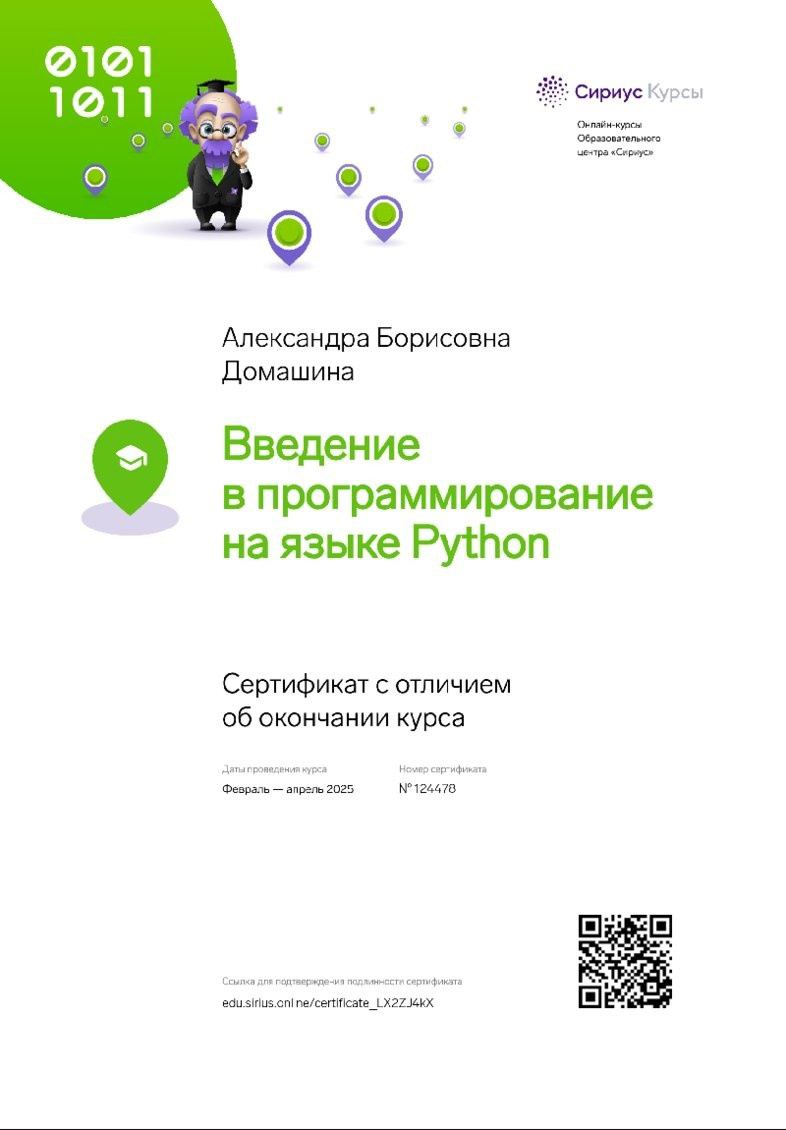 0101
1011
Сириус Курсы
Онлайн-курсы
Образовательного
центра «Сириус»
Александра Борисовна
Домашина
Введение
в программирование
на языке Python
Сертификат с отличием
об окончании курса
Даты проведения курса
Номер сертификата
Февраль — апрель 2025
№ 124478
Ссылка для подтверждения подлинности сертификата
edu.sirius.online/certificate_LX2ZJ4kX